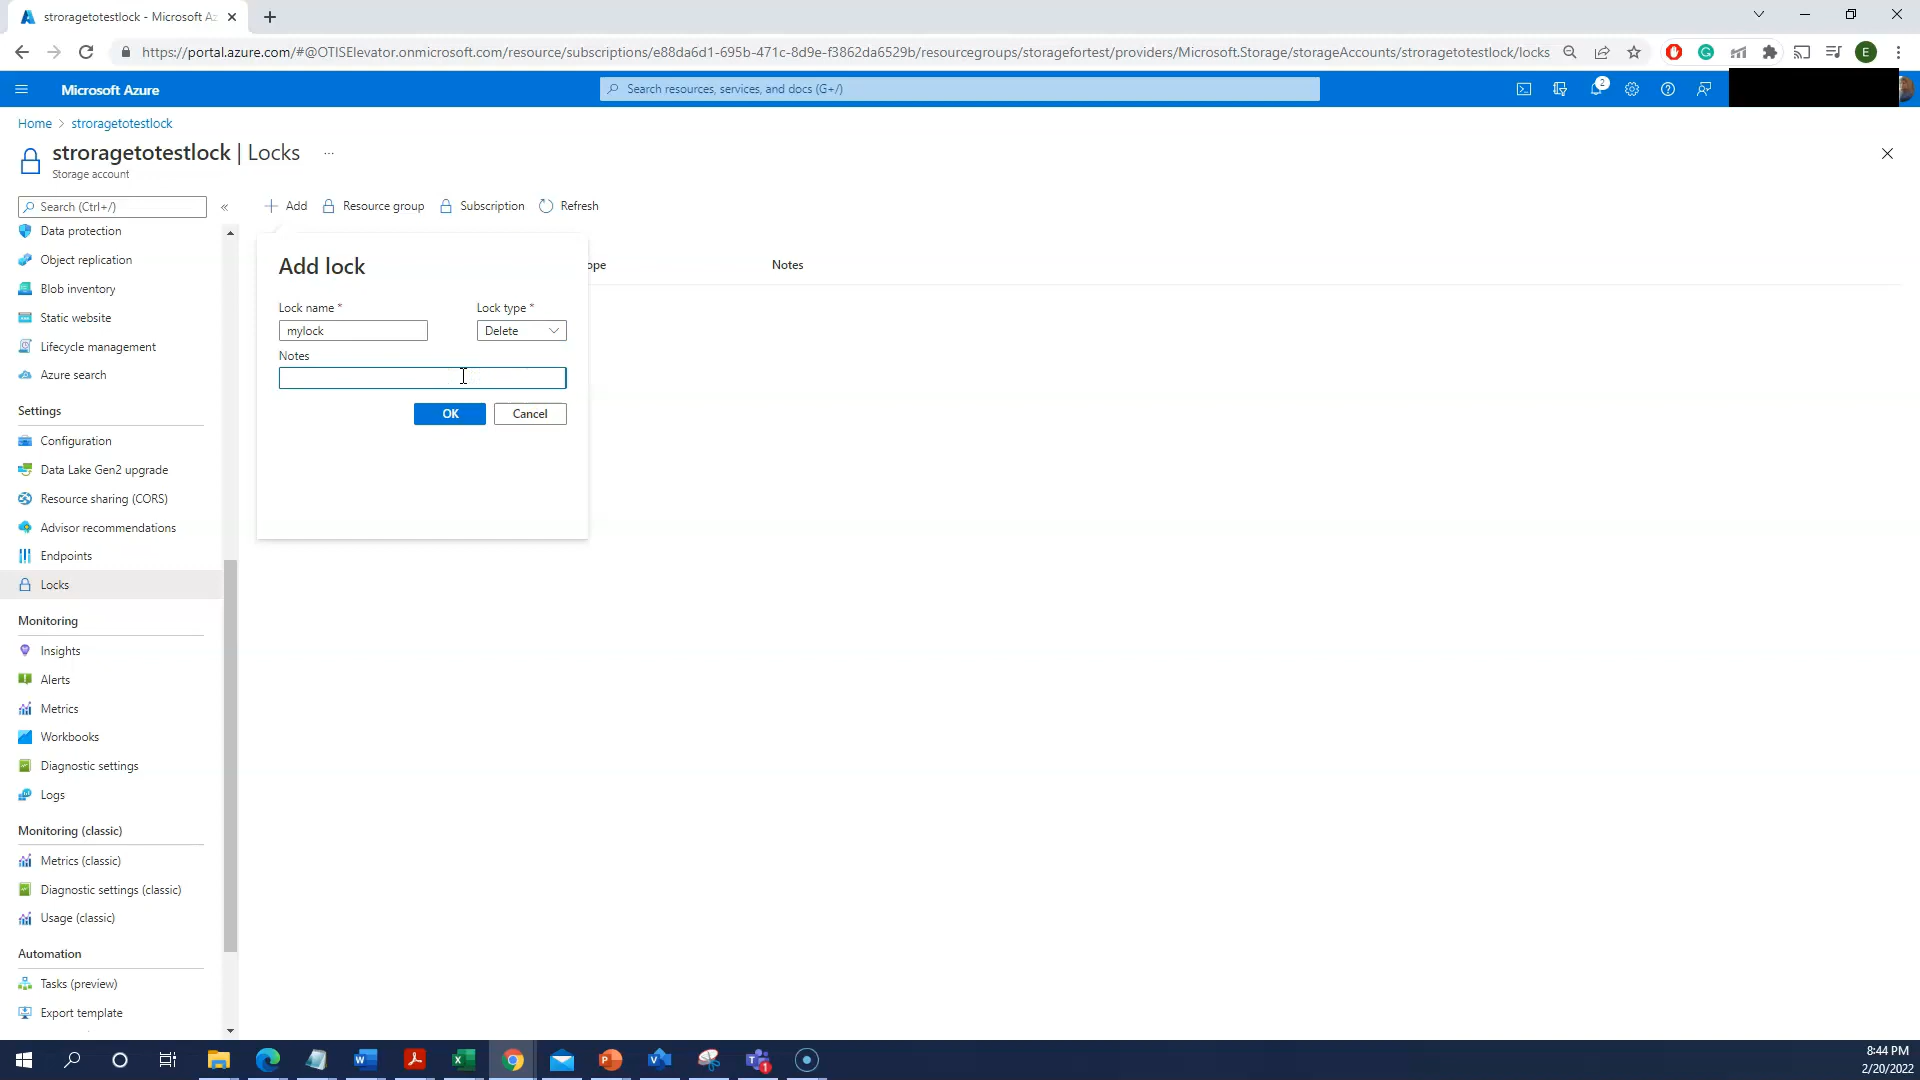 stroragetotestlock - Microsoft Az
https://portal.azure.com/#@OTISElevator.onmicrosoft.com/resource/subscriptions/e88da6d1-695b-471c-8d9e-f3862da6529b/resourcegroups/storagefortest/providers/Microsoft.Storage/storageAccounts/stroragetotestlock/locks
E
Microsoft Azure
Search resources, services, and docs (G+/)
2
Home > stroragetotestlock
stroragetotestlock | Locks ...
Storage account
Search (Ctrl+/)
«
Add
Resource group
Subscription
Refresh
Data protection
Object replication
Blob inventory
Static website
Lifecycle management
Azure search
Settings
Configuration
Data Lake Gen2 upgrade
Resource sharing (CORS)
Advisor recommendations
Endpoints
Locks
Monitoring
Insights
Alerts
Metrics
Workbooks
Diagnostic settings
Logs
Monitoring (classic)
Metrics (classic)
Diagnostic settings (classic)
Usage (classic)
Automation
Tasks (preview)
Export template
ope
Notes
Add lock
Lock name *
Lock type *
mylock
Delete
Notes
OK
Cancel
8:44 PM
2/20/2022